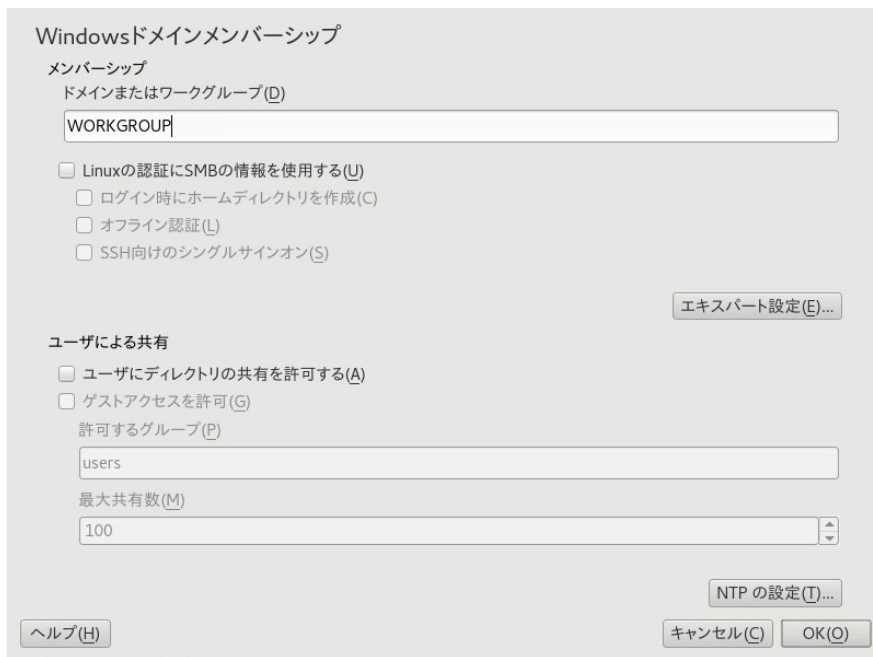 Windowsドメインメンバーシップ
メンバーシップ
ドメインまたはワークグループ(D)
WORKGROUP
Linuxの認証にSMBの情報を使用する(U)
ログイン時にホームディレクトリを作成(C)
オフライン認証(L)
SSH向けのシングルサインオン(S)
エキスパート設定(E)...
ユーザによる共有
ユーザにディレクトリの共有を許可する(A)
ゲストアクセスを許可(G)
許可するグループ(P)
users
最大共有数(M)
100
NTP の設定(T)...
ヘルプ(H)
キャンセル(C)
OK(O)